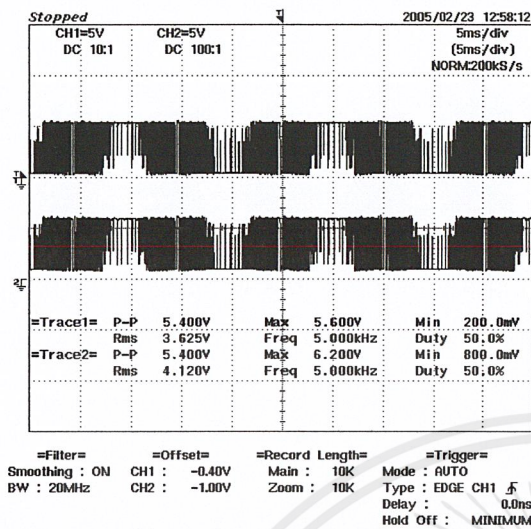 Stopped 2005/02/23 12:58:12
CH1=5V CH2=5V 5ms/div
DC 10:1 DC 100:1 (5ms/div)
NORM:200kS/s
=Trace1= P-P 5.400V Max 5.600V Min 200.0mV
Rms 3.625V Freq 5.000kHz Duty 50.0%
=Trace2= P-P 5.400V Max 6.200V Min 800.0mV
Rms 4.120V Freq 5.000kHz Duty 50.0%
=Filter= =Offset= =Record Length= =Trigger=
Smoothing : ON CH1 : -0.40V Main : 10K Mode : AUTO
BW : 20MHz CH2 : -1.00V Zoom : 10K Type : EDGE CH1
Delay : 0.0ns
Hold Off : MINIMUM